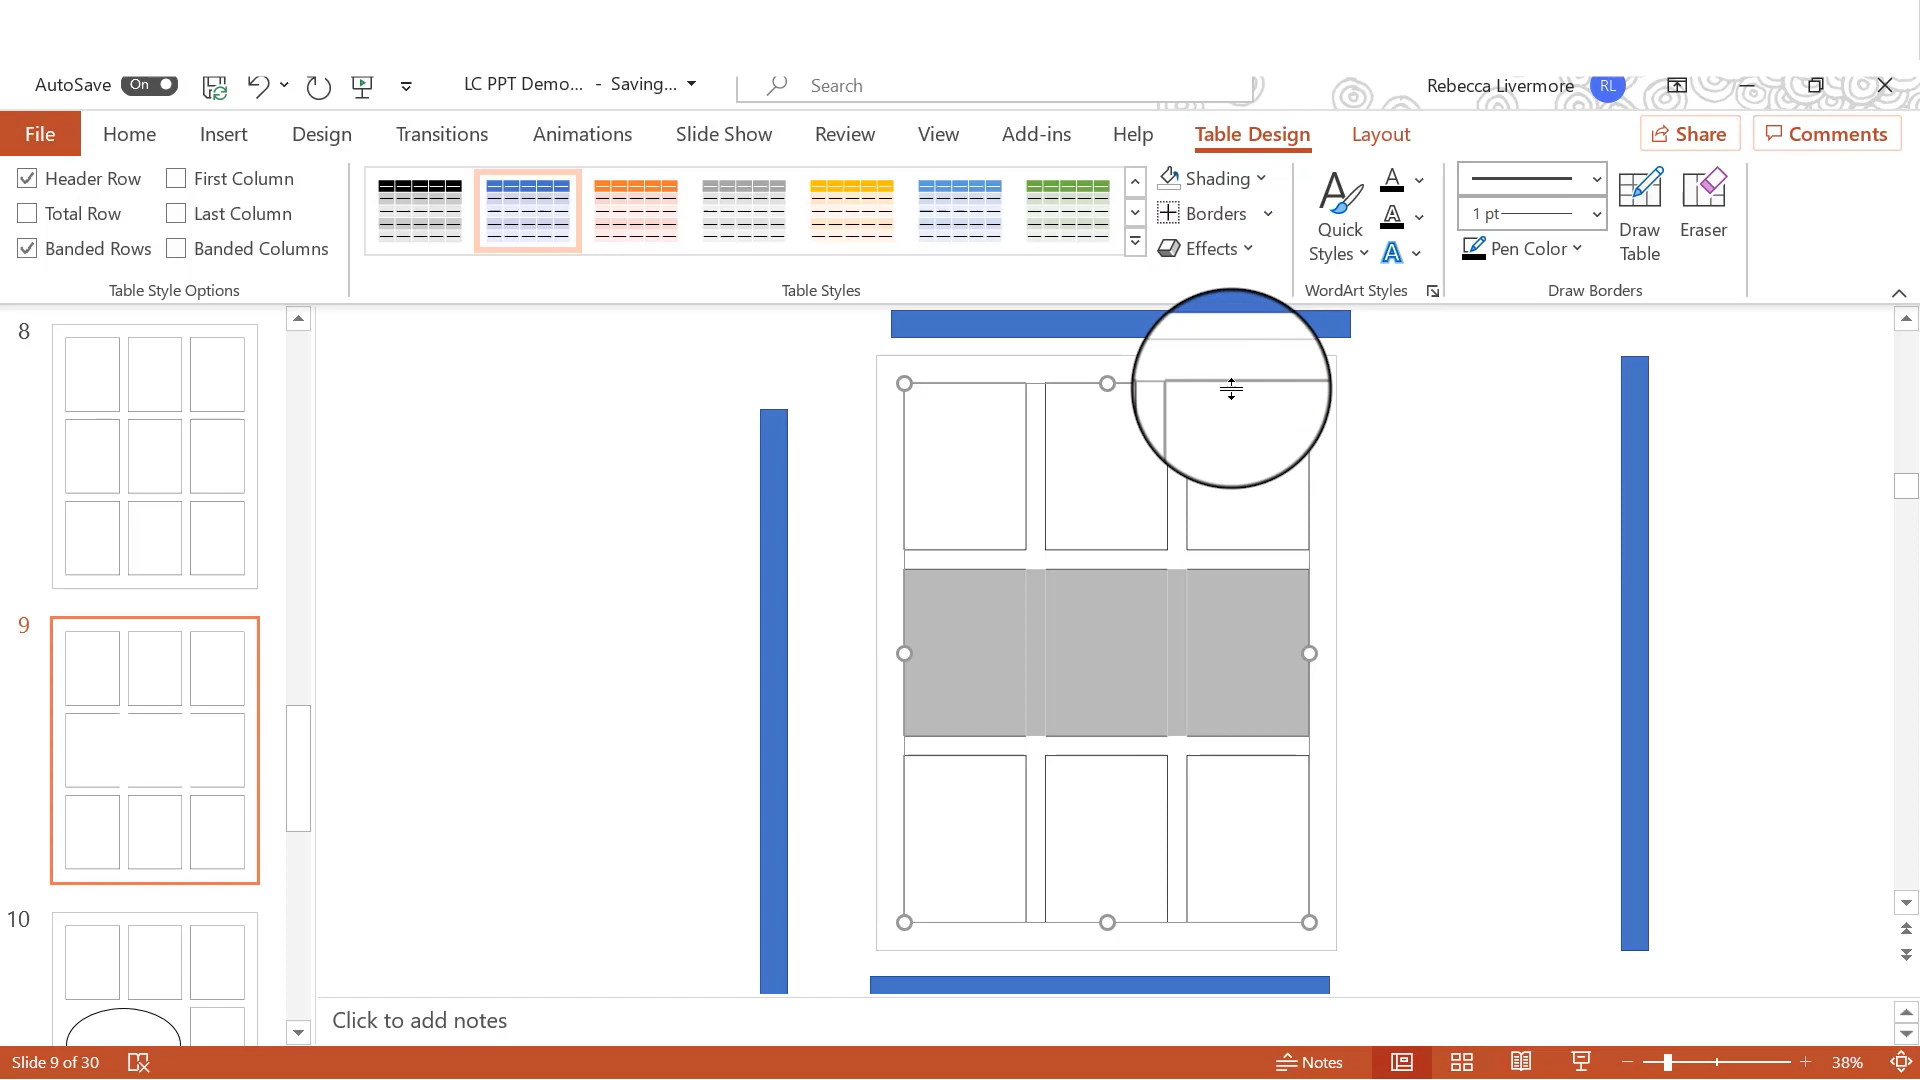 AutoSave On LC PPT Demo... - Saving... Search Rebecca Livermore RL
File Home Insert Design Transitions Animations Slide Show Review View Add-ins Help Table Design Layout Share Comments
Header Row First Column
Total Row Last Column
Banded Rows Banded Columns
Table Style Options
Shading
Borders
Effects
Table Styles
Quick
Styles
A
A
A
WordArt Styles
1 pt
Pen Color
Draw
Table
Eraser
Draw Borders
8
9
10
Click to add notes
Slide 9 of 30 Notes 38%